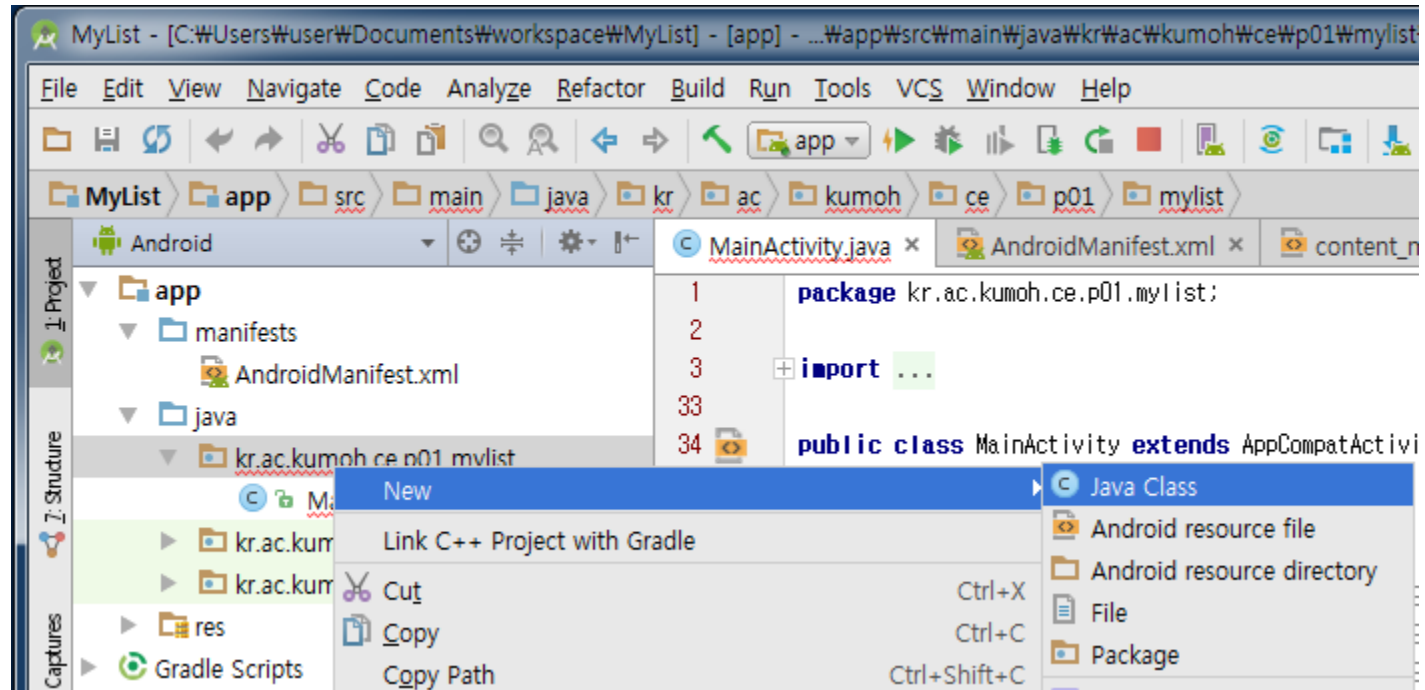 MyList - [C:₩Users₩user₩Documents₩workspace₩MyList] - [app] - ...₩app₩src₩main₩java₩kr₩ac₩kumoh₩ce₩p01₩mylist
File Edit View Navigate Code Analyze Refactor Build Run Tools VCS Window Help
app
MyList app src main java kr ac kumoh ce p01 mylist
Android
MainActivity.java
AndroidManifest.xml
1: Project
7: Structure
Captures
app
manifests
AndroidManifest.xml
java
kr.ac.kumoh.ce.p01.mylist
res
Gradle Scripts
1 package kr.ac.kumoh.ce.p01.mylist;
2
3 import ...
33
34 public class MainActivity extends AppCompatActivi
New
Link C++ Project with Gradle
Cut Ctrl+X
Copy Ctrl+C
Copy Path Ctrl+Shift+C
Java Class
Android resource file
Android resource directory
File
Package